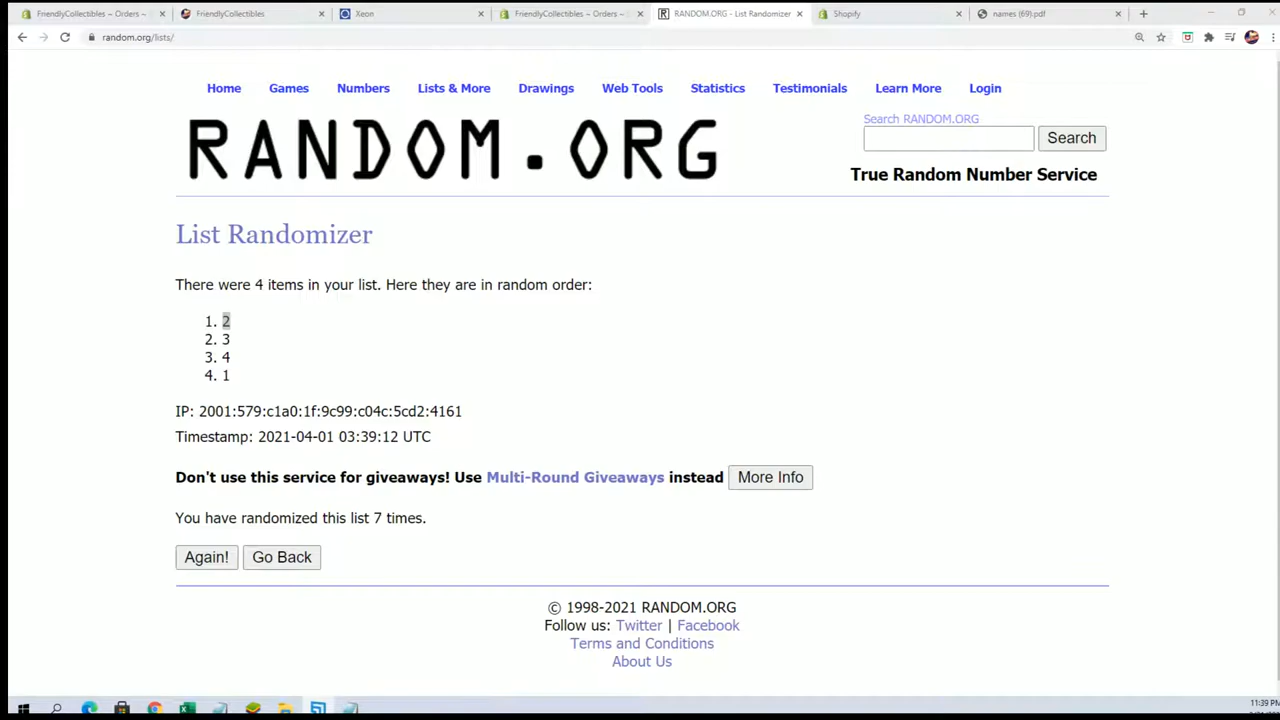 FriendlyCollectibles ~ Orders ~
FriendlyCollectibles
Xeon
FriendlyCollectibles ~ Orders ~
RANDOM.ORG - List Randomizer
Shopify
names (69).pdf
random.org/lists/
Home Games Numbers Lists & More Drawings Web Tools Statistics Testimonials Learn More Login
RANDOM.ORG
Search RANDOM.ORG
Search
True Random Number Service
List Randomizer
There were 4 items in your list. Here they are in random order:
1. 2
2. 3
3. 4
4. 1
IP: 2001:579:c1a0:1f:9c99:c04c:5cd2:4161
Timestamp: 2021-04-01 03:39:12 UTC
Don't use this service for giveaways! Use Multi-Round Giveaways instead More Info
You have randomized this list 7 times.
Again! Go Back
© 1998-2021 RANDOM.ORG
Follow us: Twitter | Facebook
Terms and Conditions
About Us
11:39 PM